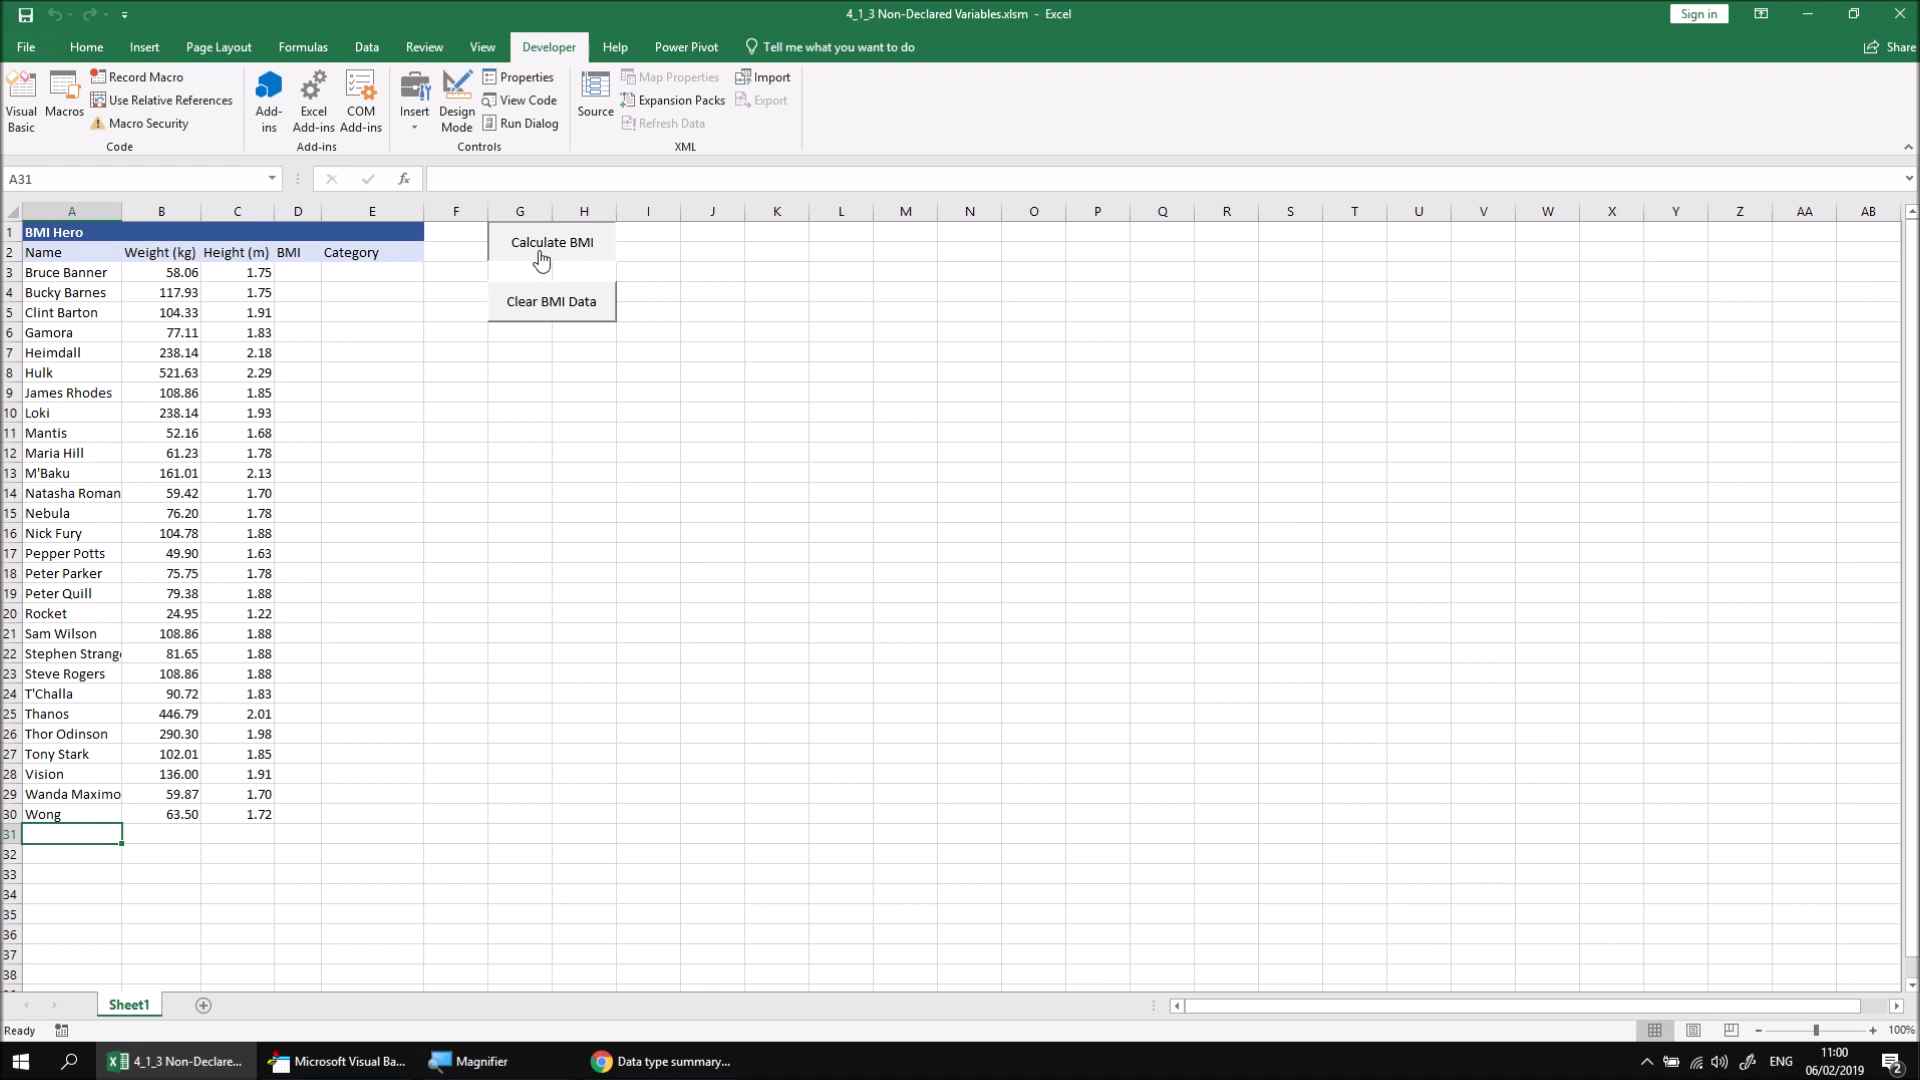 4_1_3 Non-Declared Variables.xlsm - Excel
Sign in
File Home Insert Page Layout Formulas Data Review View Developer Help Power Pivot Tell me what you want to do Share
Visual Basic
Macros
Record Macro
Use Relative References
Macro Security
Code
Add-ins
Excel Add-ins
COM Add-ins
Add-ins
Insert
Design Mode
Properties
View Code
Run Dialog
Controls
Source
Map Properties
Expansion Packs
Refresh Data
Import
Export
XML
A31
fx
A B C D E F G H I J K L M N O P Q R S T U V W X Y Z AA AB
1 BMI Hero
Calculate BMI
2 Name Weight (kg) Height (m) BMI Category
3 Bruce Banner 58.06 1.75
4 Bucky Barnes 117.93 1.75
Clear BMI Data
5 Clint Barton 104.33 1.91
6 Gamora 77.11 1.83
7 Heimdall 238.14 2.18
8 Hulk 521.63 2.29
9 James Rhodes 108.86 1.85
10 Loki 238.14 1.93
11 Mantis 52.16 1.68
12 Maria Hill 61.23 1.78
13 M'Baku 161.01 2.13
14 Natasha Roman 59.42 1.70
15 Nebula 76.20 1.78
16 Nick Fury 104.78 1.88
17 Pepper Potts 49.90 1.63
18 Peter Parker 75.75 1.78
19 Peter Quill 79.38 1.88
20 Rocket 24.95 1.22
21 Sam Wilson 108.86 1.88
22 Stephen Strange 81.65 1.88
23 Steve Rogers 108.86 1.88
24 T'Challa 90.72 1.83
25 Thanos 446.79 2.01
26 Thor Odinson 290.30 1.98
27 Tony Stark 102.01 1.85
28 Vision 136.00 1.91
29 Wanda Maximo 59.87 1.70
30 Wong 63.50 1.72
31
32
33
34
35
36
37
38
Sheet1
Ready
100%
4_1_3 Non-Declare... Microsoft Visual Ba... Magnifier Data type summary...
ENG
11:00
06/02/2019
2